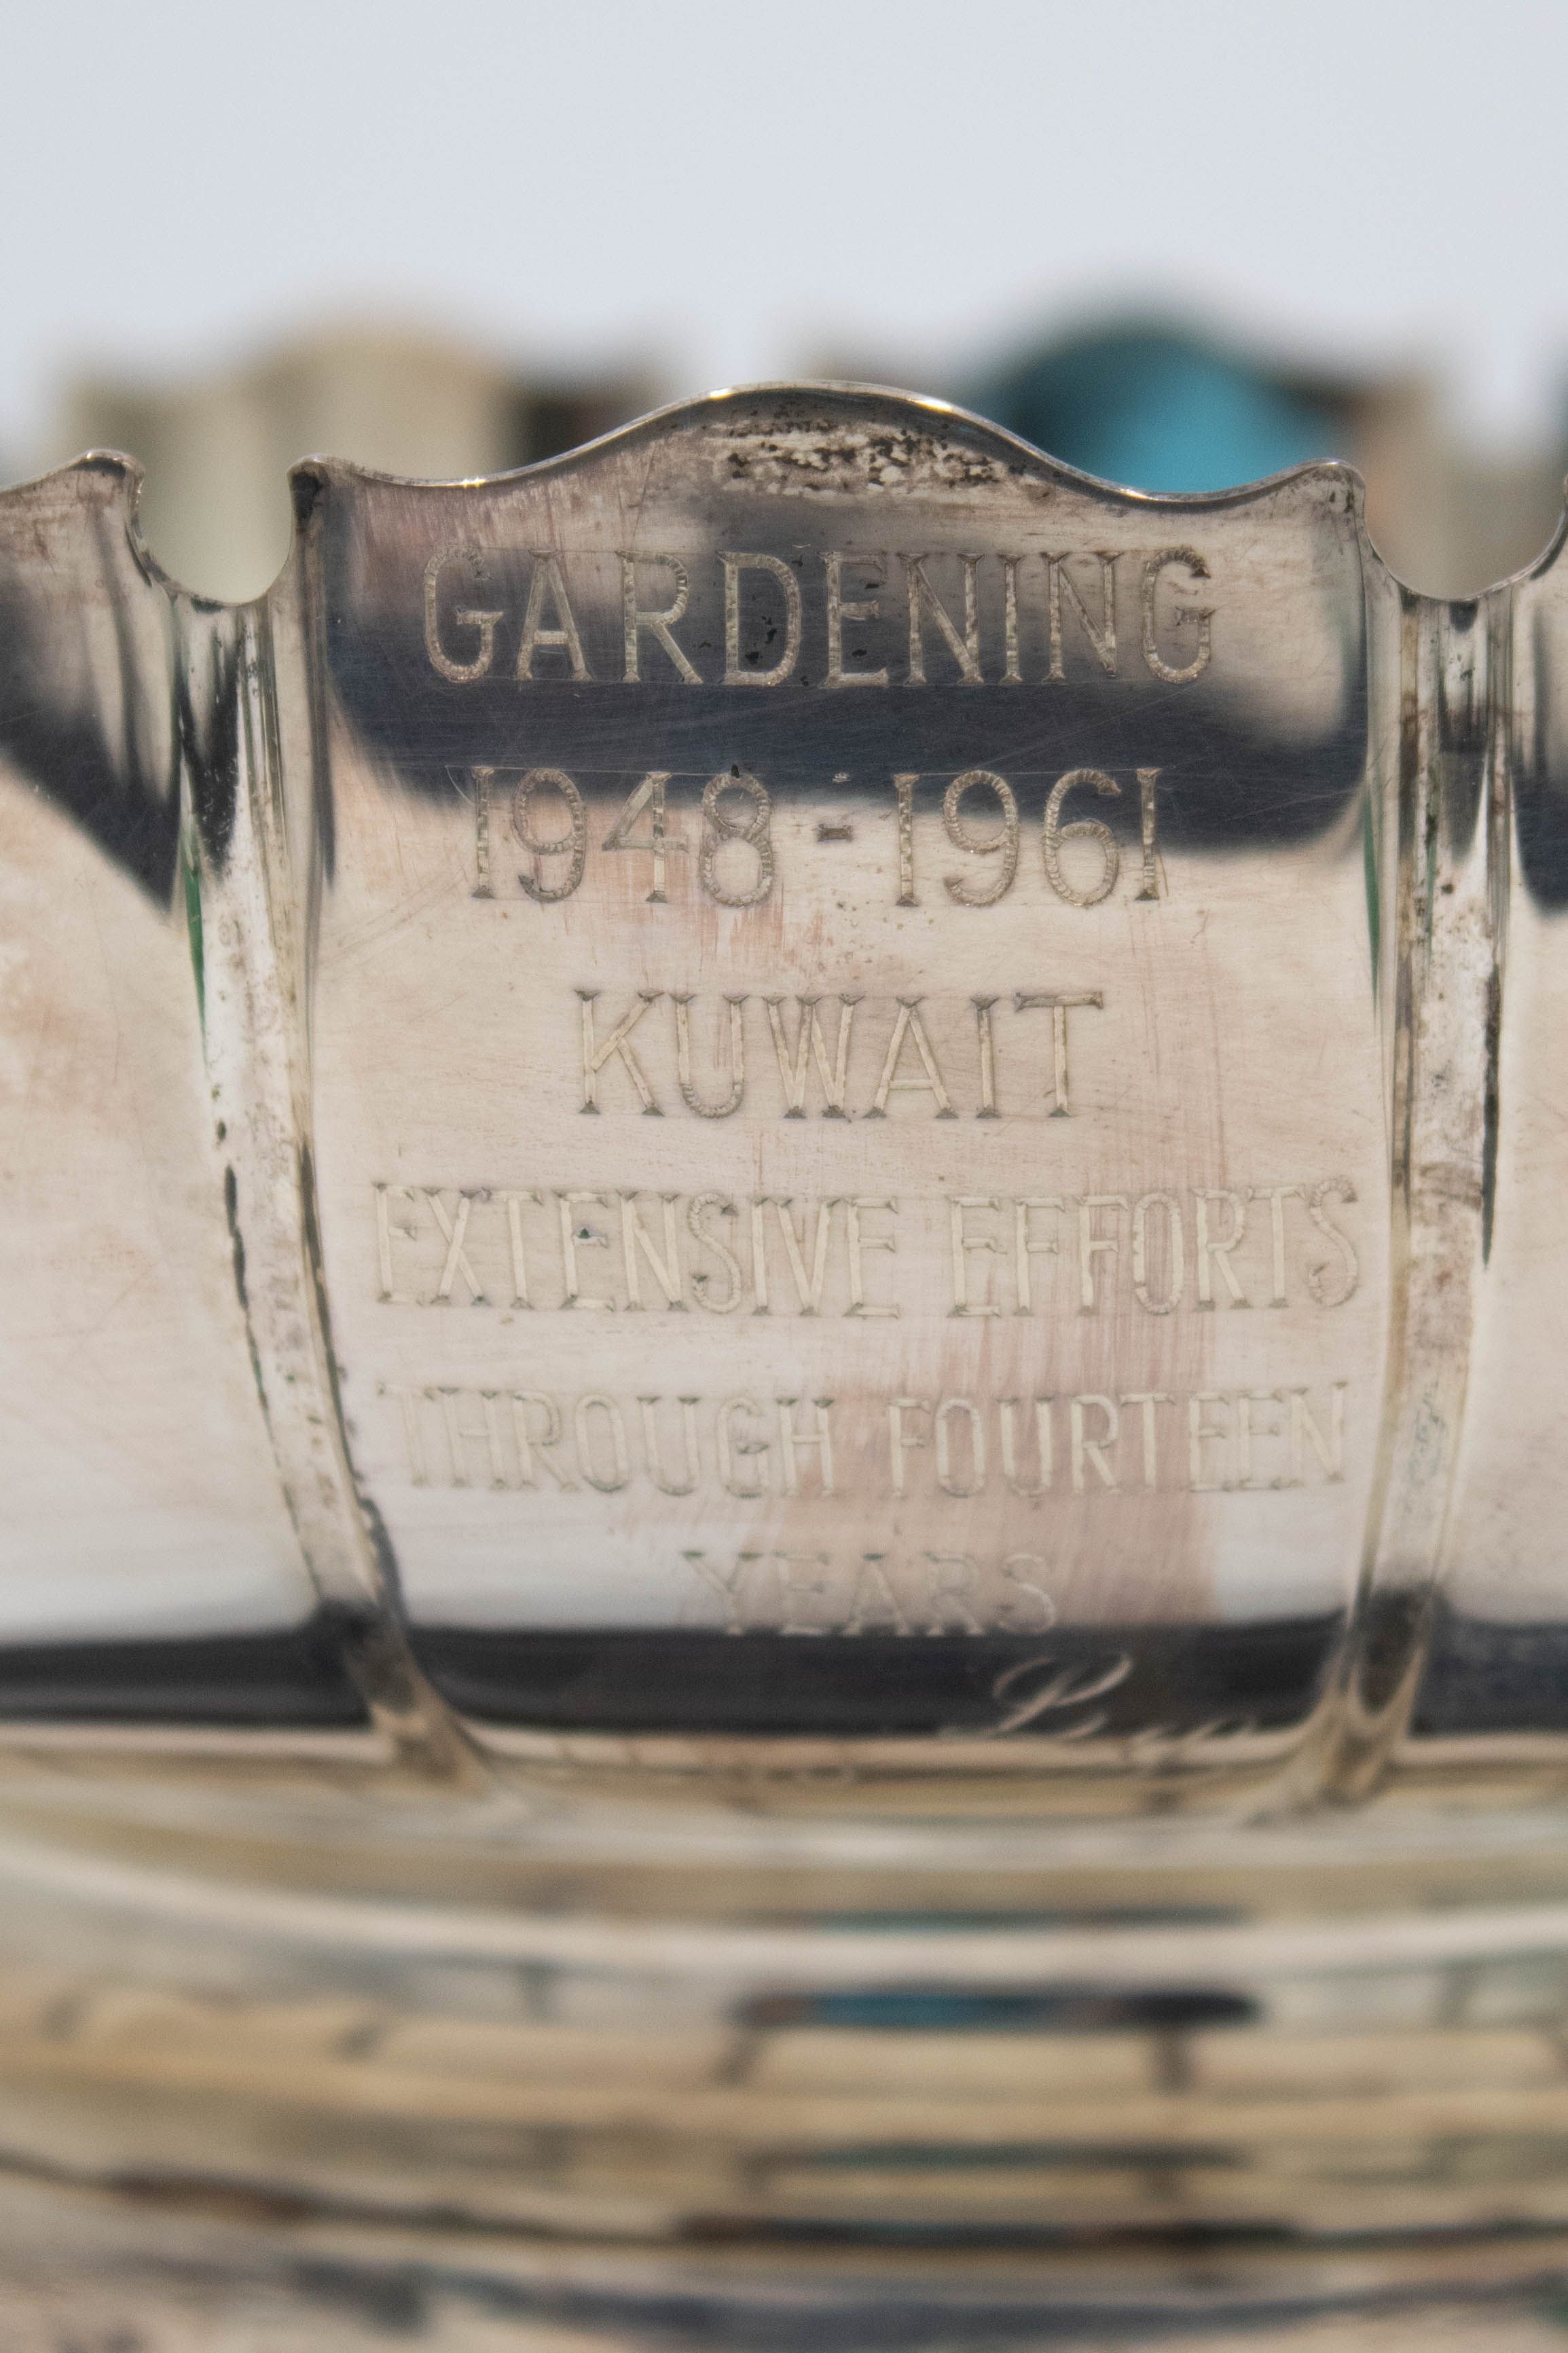 GARDENING
1948-1961
KUWAIT
EXTENSIVE EFFORTS
THROUGH FOURTEEN
YEARS